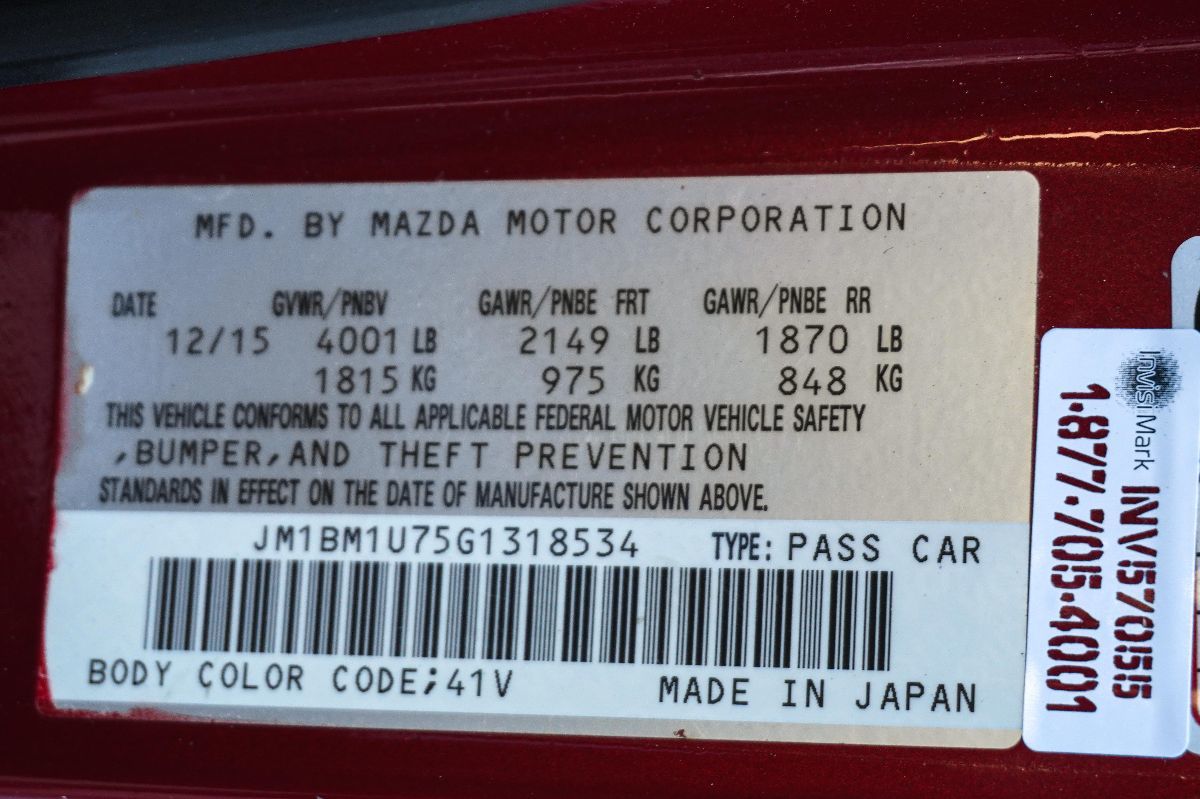 MFD. BY MAZDA MOTOR CORPORATION
DATE GVWR/PNBV GAWR/PNBE FRT GAWR/PNBE RR
12/15 4001 LB 2149 LB 1870 LB
1815 KG 975 KG 848 KG
THIS VEHICLE CONFORMS TO ALL APPLICABLE FEDERAL MOTOR VEHICLE SAFETY
,BUMPER,AND THEFT PREVENTION
STANDARDS IN EFFECT ON THE DATE OF MANUFACTURE SHOWN ABOVE.
JM1BM1U75G1318534 TYPE: PASS CAR
BODY COLOR CODE;41V MADE IN JAPAN
InvisiMark INV57055
1·877·705·4001